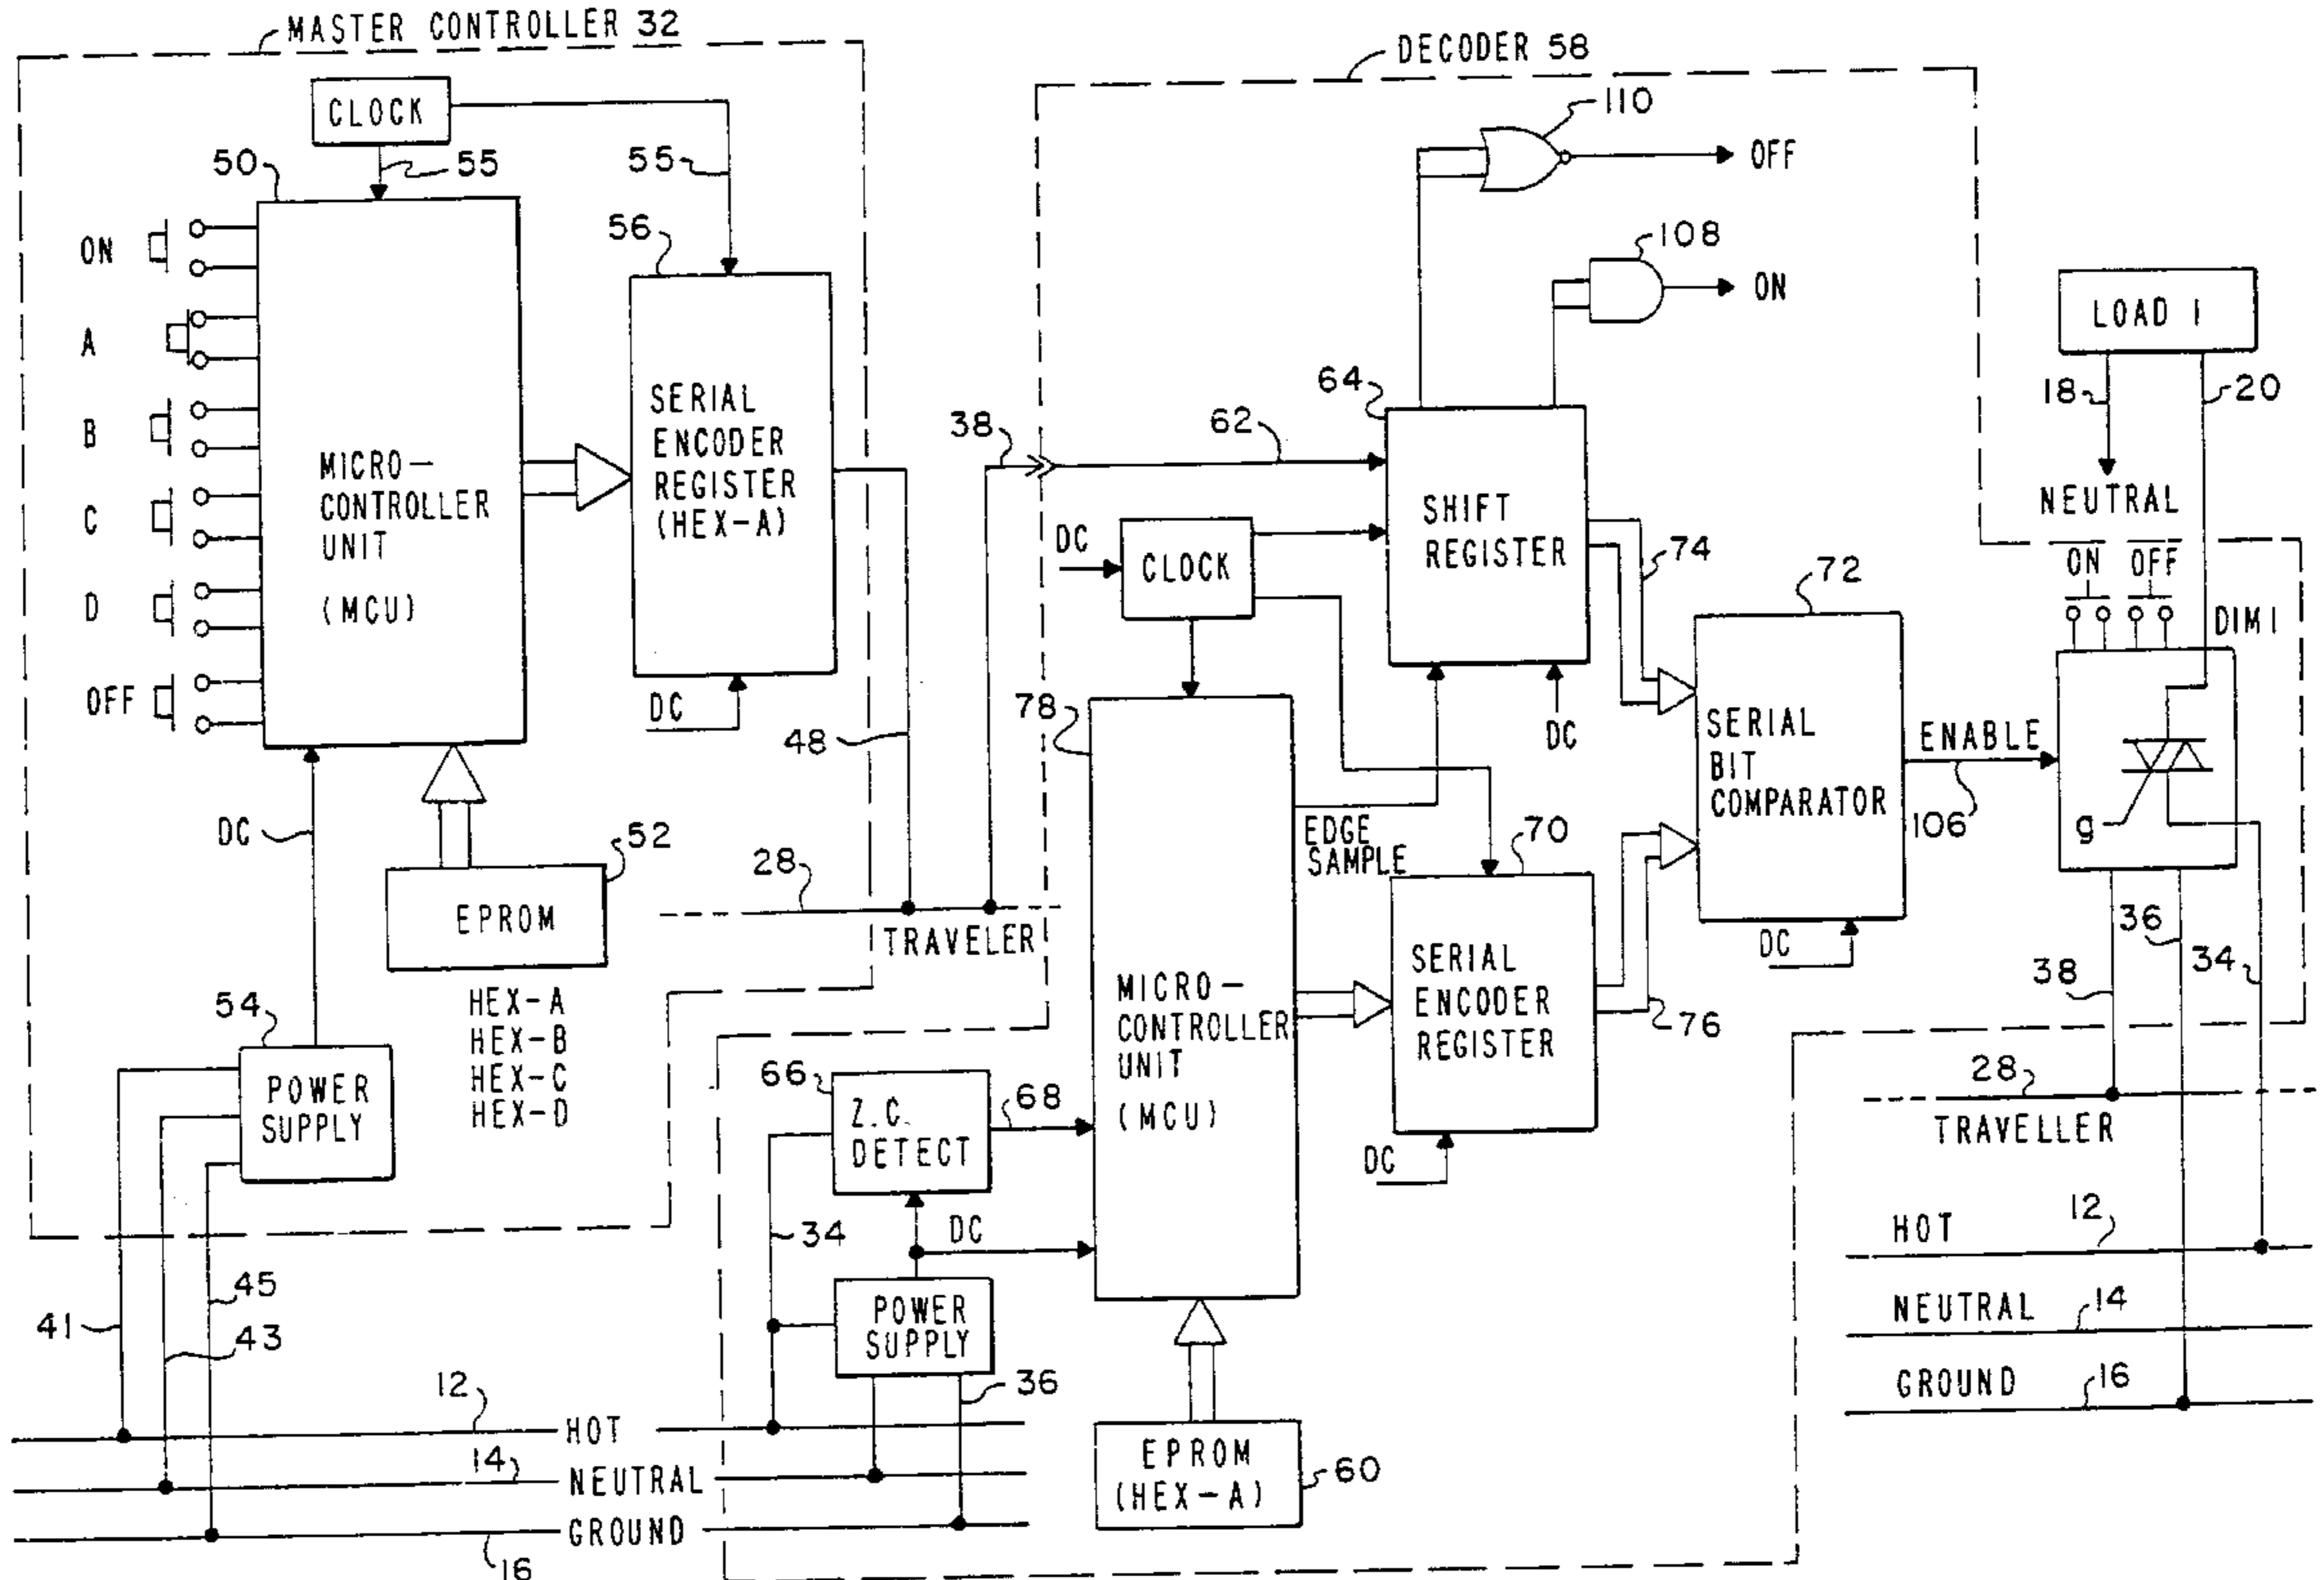 MASTER CONTROLLER 32
CLOCK
55
55
50
56
ON
A
B
C
D
OFF
MICRO-
CONTROLLER
UNIT
(MCU)
SERIAL
ENCODER
REGISTER
(HEX-A)
DC
48
DC
52
EPROM
HEX-A
HEX-B
HEX-C
HEX-D
54
POWER
SUPPLY
41
43
45
12
HOT
14
NEUTRAL
16
GROUND
28
TRAVELER
38
DECODER 58
110
OFF
108
ON
64
62
SHIFT
REGISTER
DC
CLOCK
DC
74
72
SERIAL
BIT
COMPARATOR
DC
78
MICRO-
CONTROLLER
UNIT
(MCU)
EDGE
SAMPLE
70
SERIAL
ENCODER
REGISTER
DC
76
66
Z.C.
DETECT
68
34
DC
POWER
SUPPLY
36
EPROM
(HEX-A)
60
LOAD 1
18
20
NEUTRAL
ON OFF
DIM1
ENABLE
106
g
38
36
34
28
TRAVELLER
HOT
12
NEUTRAL
14
GROUND
16